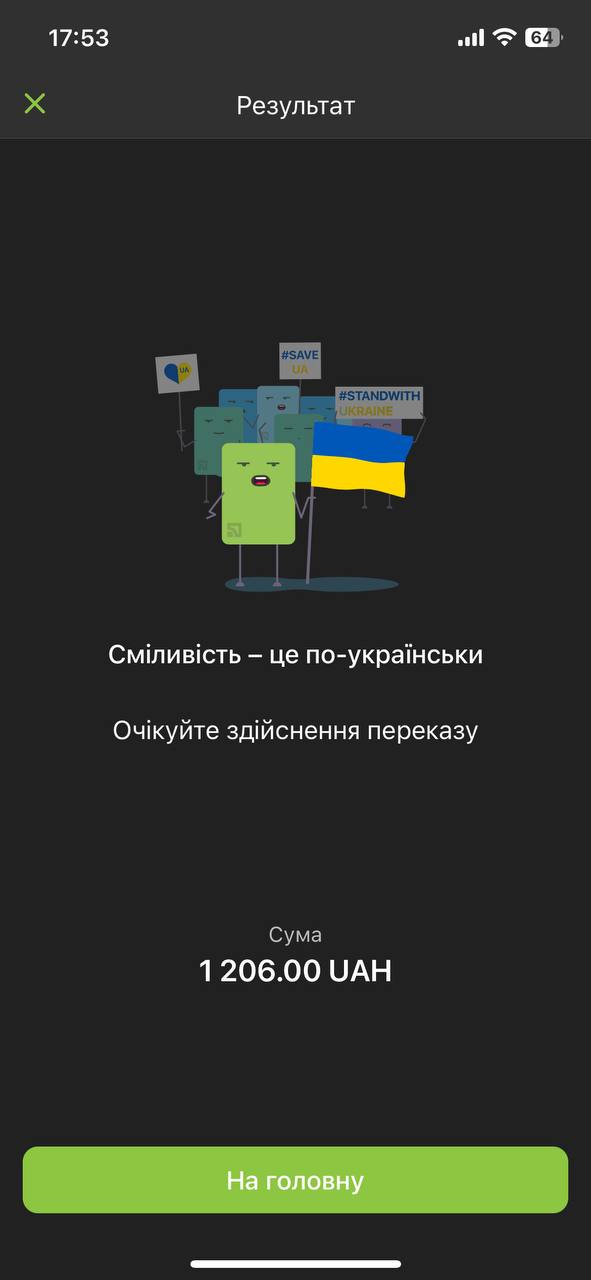 17:53
64
Результат
UA
#SAVE
UA
#STANDWITH
UKRAINE
Сміливість – це по-українськи
Очікуйте здійснення переказу
Сума
1 206.00 UAH
На головну